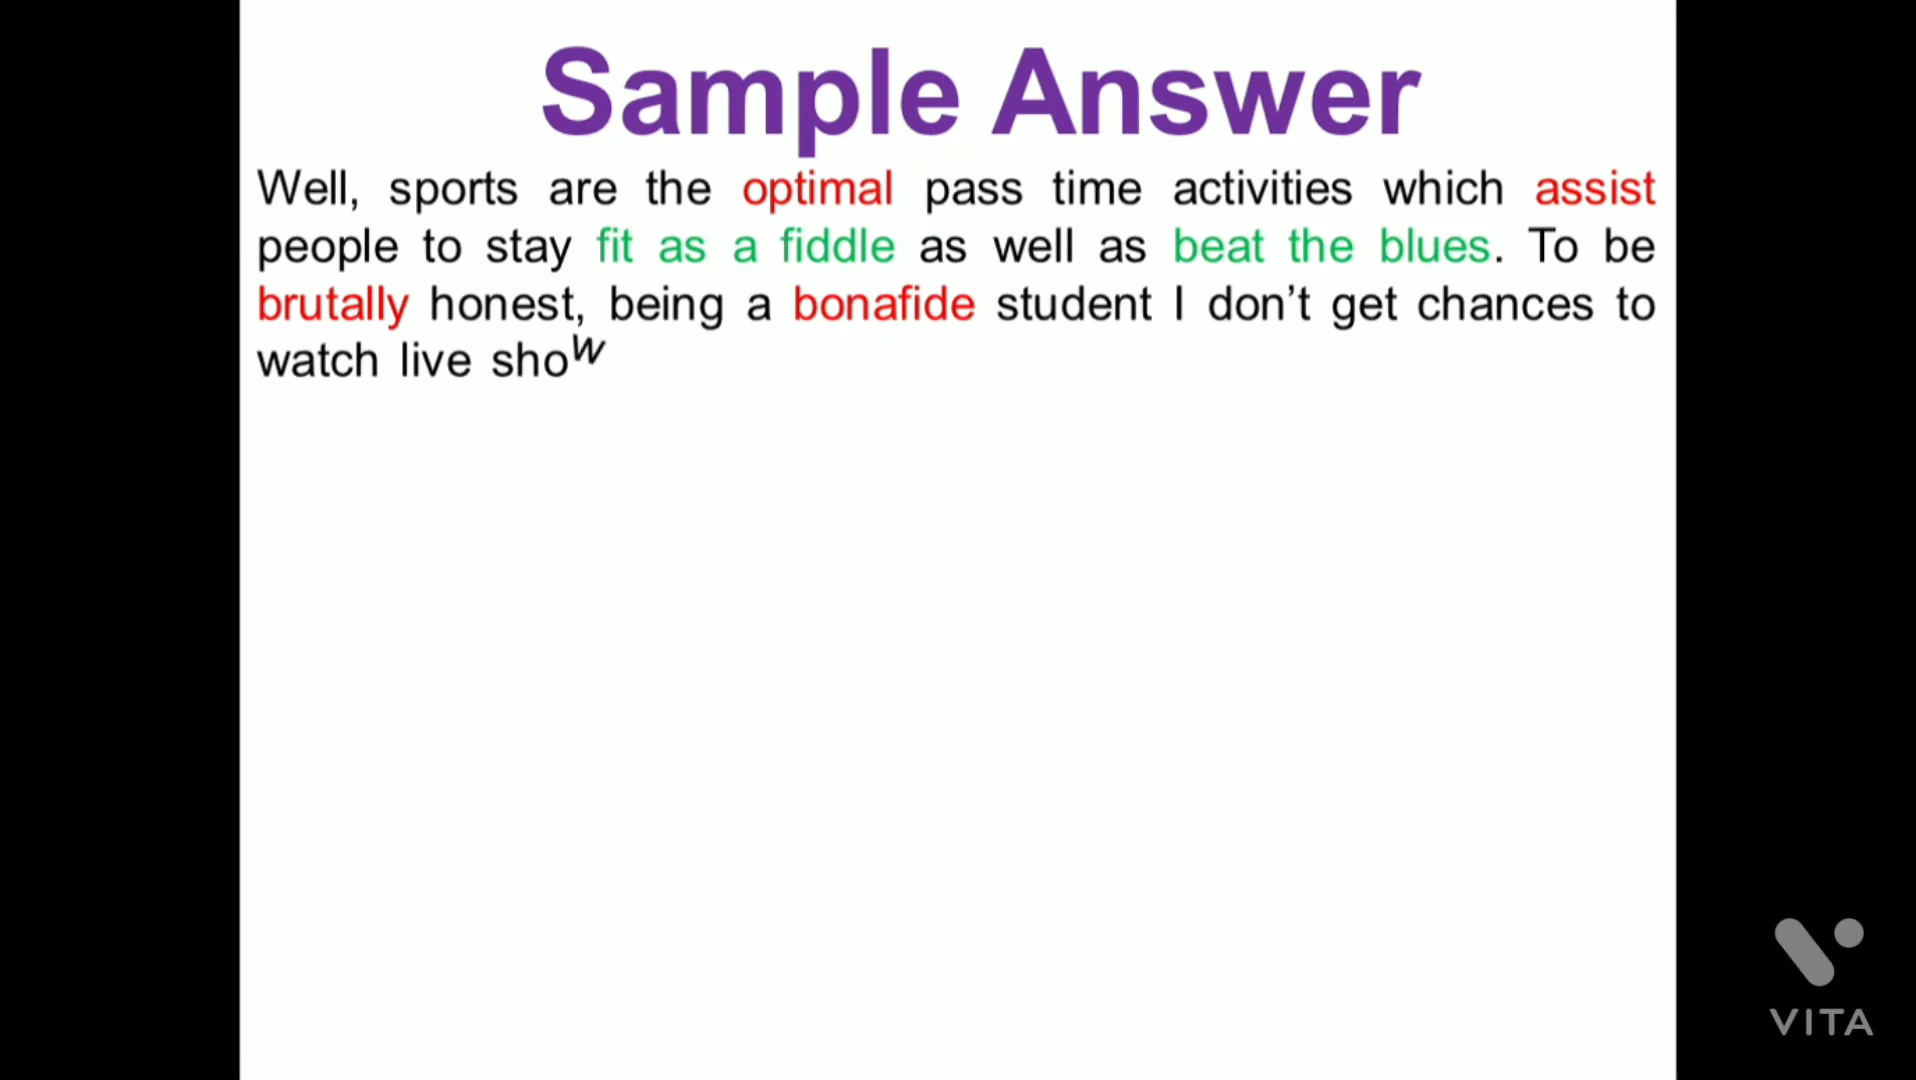 Sample Answer
Well, sports are the optimal pass time activities which assist
people to stay fit as a fiddle as well as beat the blues. To be
brutally honest, being a bonafide student I don’t get chances to
watch live show
VITA